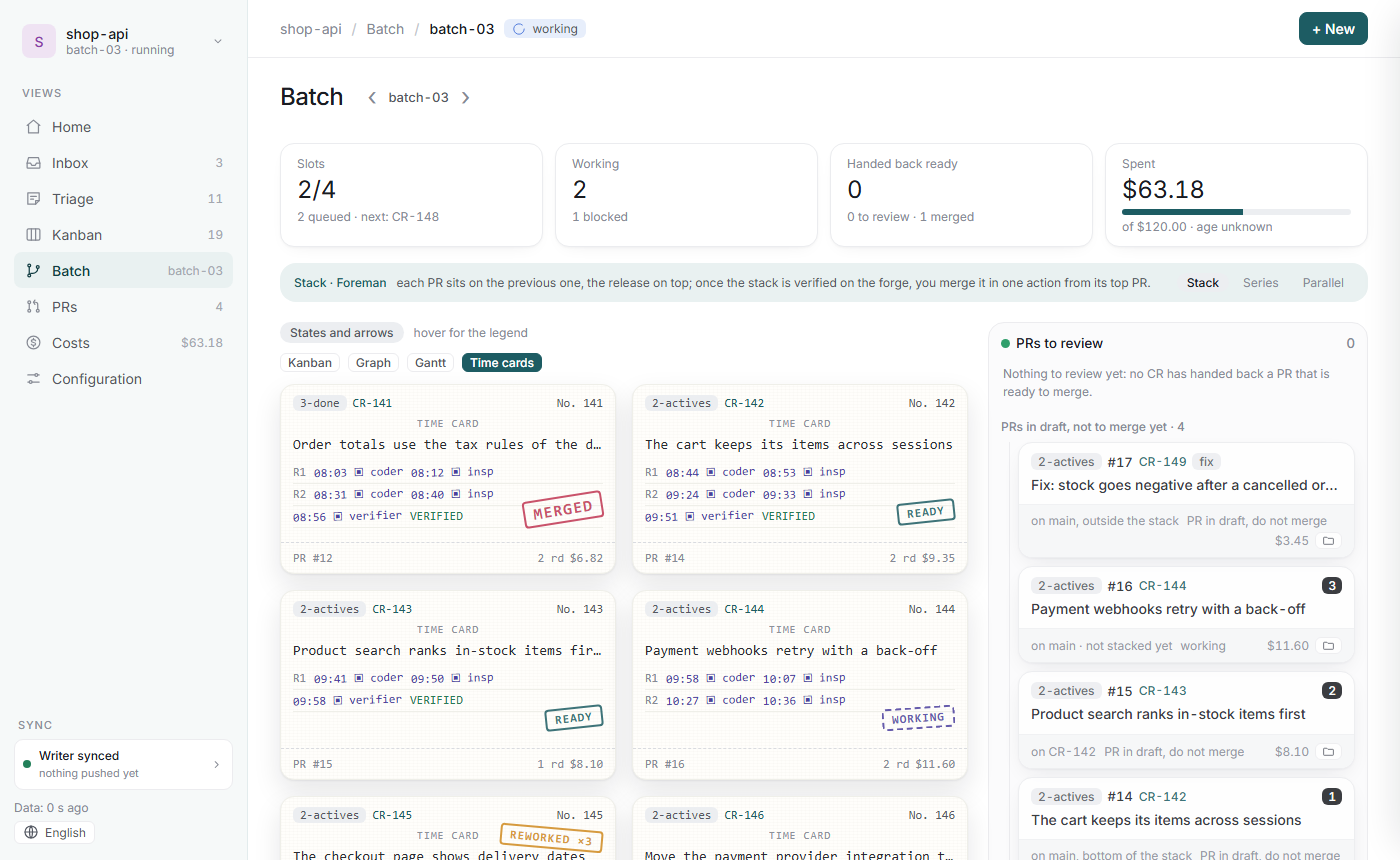 S
shop-api
batch-03 · running
VIEWS
Home
Inbox 3
Triage 11
Kanban 19
Batch batch-03
PRs 4
Costs $63.18
Configuration
SYNC
Writer synced
nothing pushed yet
Data: 0 s ago
English
shop-api / Batch / batch-03 working
+ New
Batch batch-03
Slots
2/4
2 queued · next: CR-148
Working
2
1 blocked
Handed back ready
0
0 to review · 1 merged
Spent
$63.18
of $120.00 · age unknown
Stack · Foreman each PR sits on the previous one, the release on top; once the stack is verified on the forge, you merge it in one action from its top PR. Stack Series Parallel
States and arrows hover for the legend
Kanban Graph Gantt Time cards
3-done CR-141 No. 141
TIME CARD
Order totals use the tax rules of the d…
R1 08:03 coder 08:12 insp
R2 08:31 coder 08:40 insp
08:56 verifier VERIFIED
MERGED
PR #12 2 rd $6.82
2-actives CR-142 No. 142
TIME CARD
The cart keeps its items across sessions
R1 08:44 coder 08:53 insp
R2 09:24 coder 09:33 insp
09:51 verifier VERIFIED
READY
PR #14 2 rd $9.35
2-actives CR-143 No. 143
TIME CARD
Product search ranks in-stock items fir…
R1 09:41 coder 09:50 insp
09:58 verifier VERIFIED
READY
PR #15 1 rd $8.10
2-actives CR-144 No. 144
TIME CARD
Payment webhooks retry with a back-off
R1 09:58 coder 10:07 insp
R2 10:27 coder 10:36 insp
WORKING
PR #16 2 rd $11.60
2-actives CR-145 No. 145
TIME CARD
REWORKED ×3
The checkout page shows delivery dates
2-actives CR-146 No. 146
TIME CARD
Move the payment provider integration t…
PRs to review 0
Nothing to review yet: no CR has handed back a PR that is
ready to merge.
PRs in draft, not to merge yet · 4
2-actives #17 CR-149 fix
Fix: stock goes negative after a cancelled or…
on main, outside the stack PR in draft, do not merge
$3.45
2-actives #16 CR-144 3
Payment webhooks retry with a back-off
on main · not stacked yet working $11.60
2-actives #15 CR-143 2
Product search ranks in-stock items first
on CR-142 PR in draft, do not merge $8.10
2-actives #14 CR-142 1
The cart keeps its items across sessions
on main, bottom of the stack PR in draft, do not merge